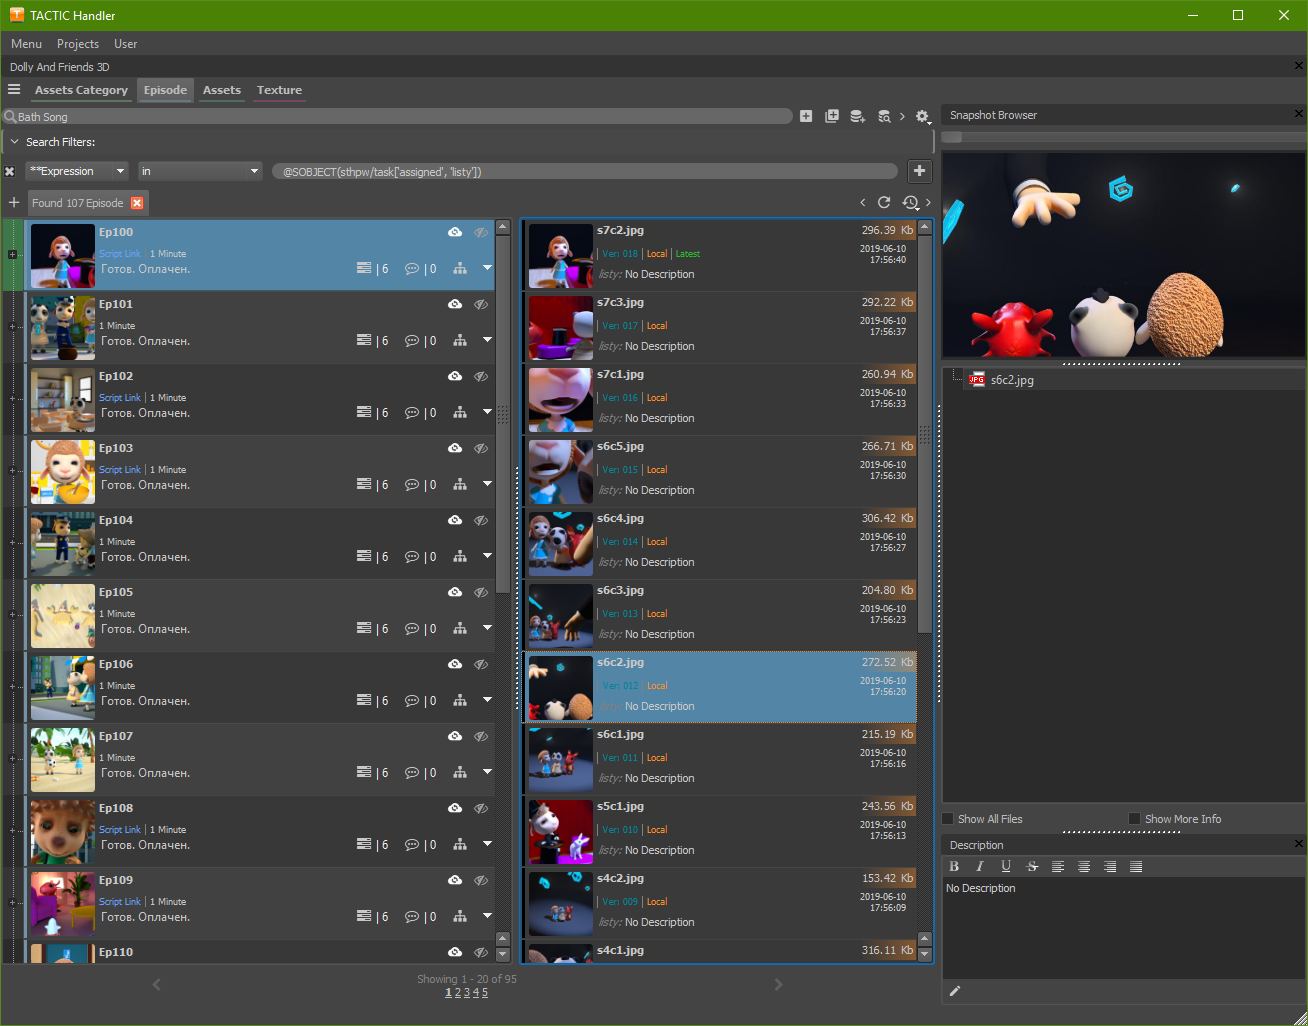 TACTIC Handler
Menu Projects User
Dolly And Friends 3D
Assets Category Episode Assets Texture
Bath Song
Search Filters:
**Expression in @SOBJECT(sthpw/task['assigned', 'listy'])
Found 107 Episode
Ep100
Script Link | 1 Minute
Готов. Оплачен. | 6 | 0
Ep101
1 Minute
Готов. Оплачен. | 6 | 0
Ep102
Script Link | 1 Minute
Готов. Оплачен. | 6 | 0
Ep103
Script Link | 1 Minute
Готов. Оплачен. | 6 | 0
Ep104
1 Minute
Готов. Оплачен. | 6 | 0
Ep105
1 Minute
Готов. Оплачен. | 6 | 0
Ep106
1 Minute
Готов. Оплачен. | 6 | 0
Ep107
1 Minute
Готов. Оплачен. | 6 | 0
Ep108
Script Link | 1 Minute
Готов. Оплачен. | 6 | 0
Ep109
Script Link | 1 Minute
Готов. Оплачен. | 6 | 0
Ep110
s7c2.jpg 296.39 Kb
| Ver: 018 | Local | Latest 2019-06-10
17:56:40
listy: No Description
s7c3.jpg 292.22 Kb
| Ver: 017 | Local 2019-06-10
17:56:37
listy: No Description
s7c1.jpg 260.94 Kb
| Ver: 016 | Local 2019-06-10
17:56:33
listy: No Description
s6c5.jpg 266.71 Kb
| Ver: 015 | Local 2019-06-10
17:56:30
listy: No Description
s6c4.jpg 306.42 Kb
| Ver: 014 | Local 2019-06-10
17:56:27
listy: No Description
s6c3.jpg 204.80 Kb
| Ver: 013 | Local 2019-06-10
17:56:23
listy: No Description
s6c2.jpg 272.52 Kb
Ver: 012 | Local 2019-06-10
17:56:20
listy: No Description
s6c1.jpg 215.19 Kb
| Ver: 011 | Local 2019-06-10
17:56:16
listy: No Description
s5c1.jpg 243.56 Kb
| Ver: 010 | Local 2019-06-10
17:56:13
listy: No Description
s4c2.jpg 153.42 Kb
| Ver: 009 | Local 2019-06-10
17:56:09
listy: No Description
s4c1.jpg 316.11 Kb
Showing 1 - 20 of 95
1 2 3 4 5
Snapshot Browser
JPG s6c2.jpg
Show All Files Show More Info
Description
B I U S
No Description